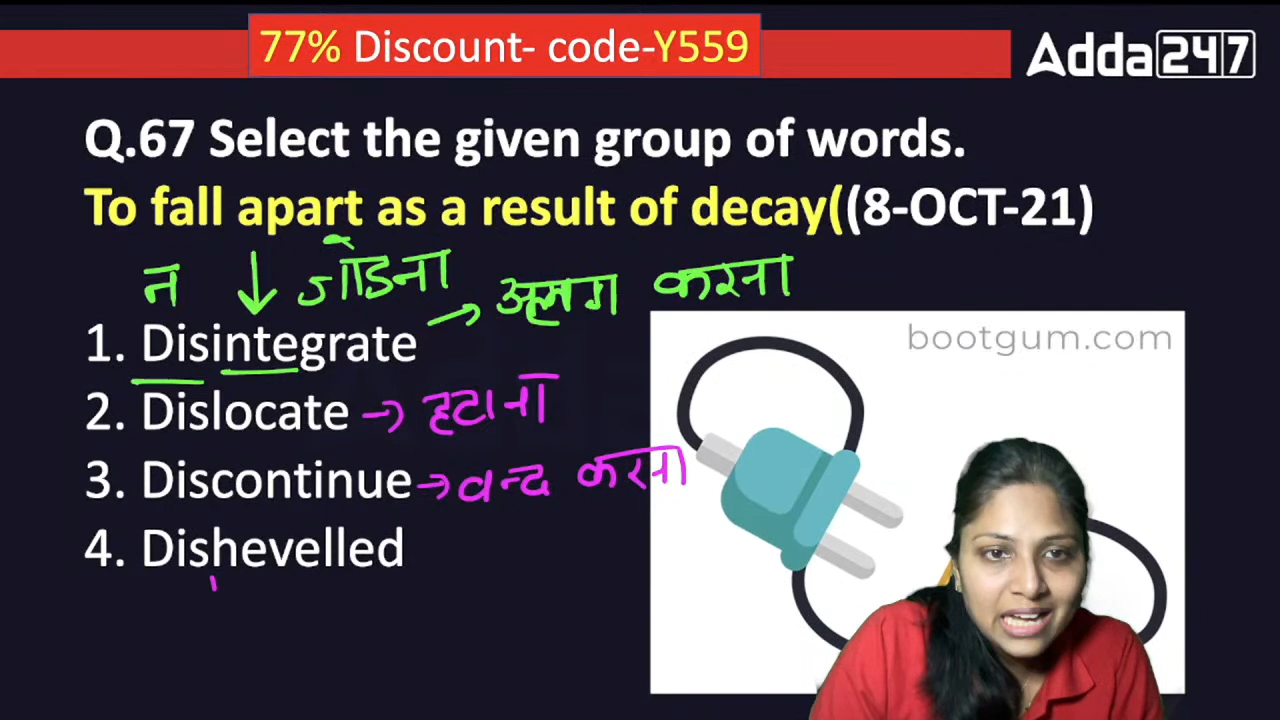 77% Discount- code-Y559
Adda247
Q.67 Select the given group of words.
To fall apart as a result of decay((8-OCT-21)
न ↓ जोडना → अलग करना
1. Disintegrate
bootgum.com
2. Dislocate → हटाना
3. Discontinue → बन्द करना
4. Dishevelled